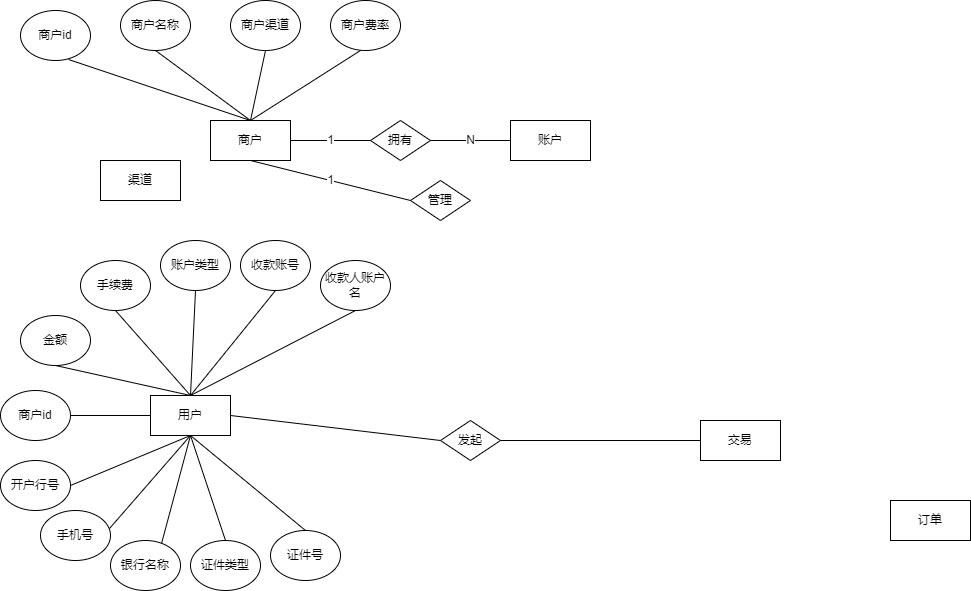 商户id
商户名称
商户渠道
商户费率
商户
1
拥有
N
账户
渠道
1
管理
手续费
账户类型
收款账号
收款人账户
名
金额
商户id
用户
发起
交易
开户行号
手机号
银行名称
证件类型
证件号
订单